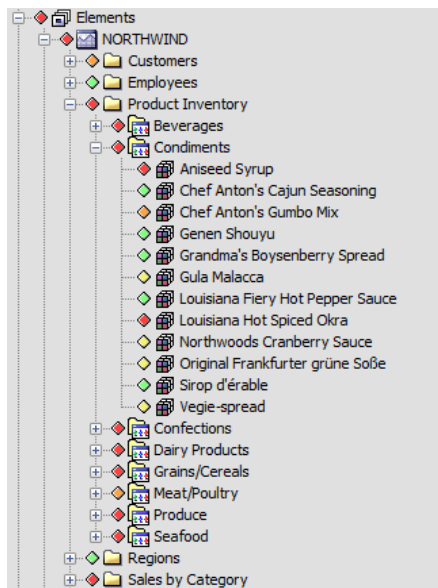 Elements
NORTHWIND
Customers
Employees
Product Inventory
Beverages
Condiments
Aniseed Syrup
Chef Anton's Cajun Seasoning
Chef Anton's Gumbo Mix
Genen Shouyu
Grandma's Boysenberry Spread
Gula Malacca
Louisiana Fiery Hot Pepper Sauce
Louisiana Hot Spiced Okra
Northwoods Cranberry Sauce
Original Frankfurter grüne Soße
Sirop d'érable
Vegie-spread
Confections
Dairy Products
Grains/Cereals
Meat/Poultry
Produce
Seafood
Regions
Sales by Category